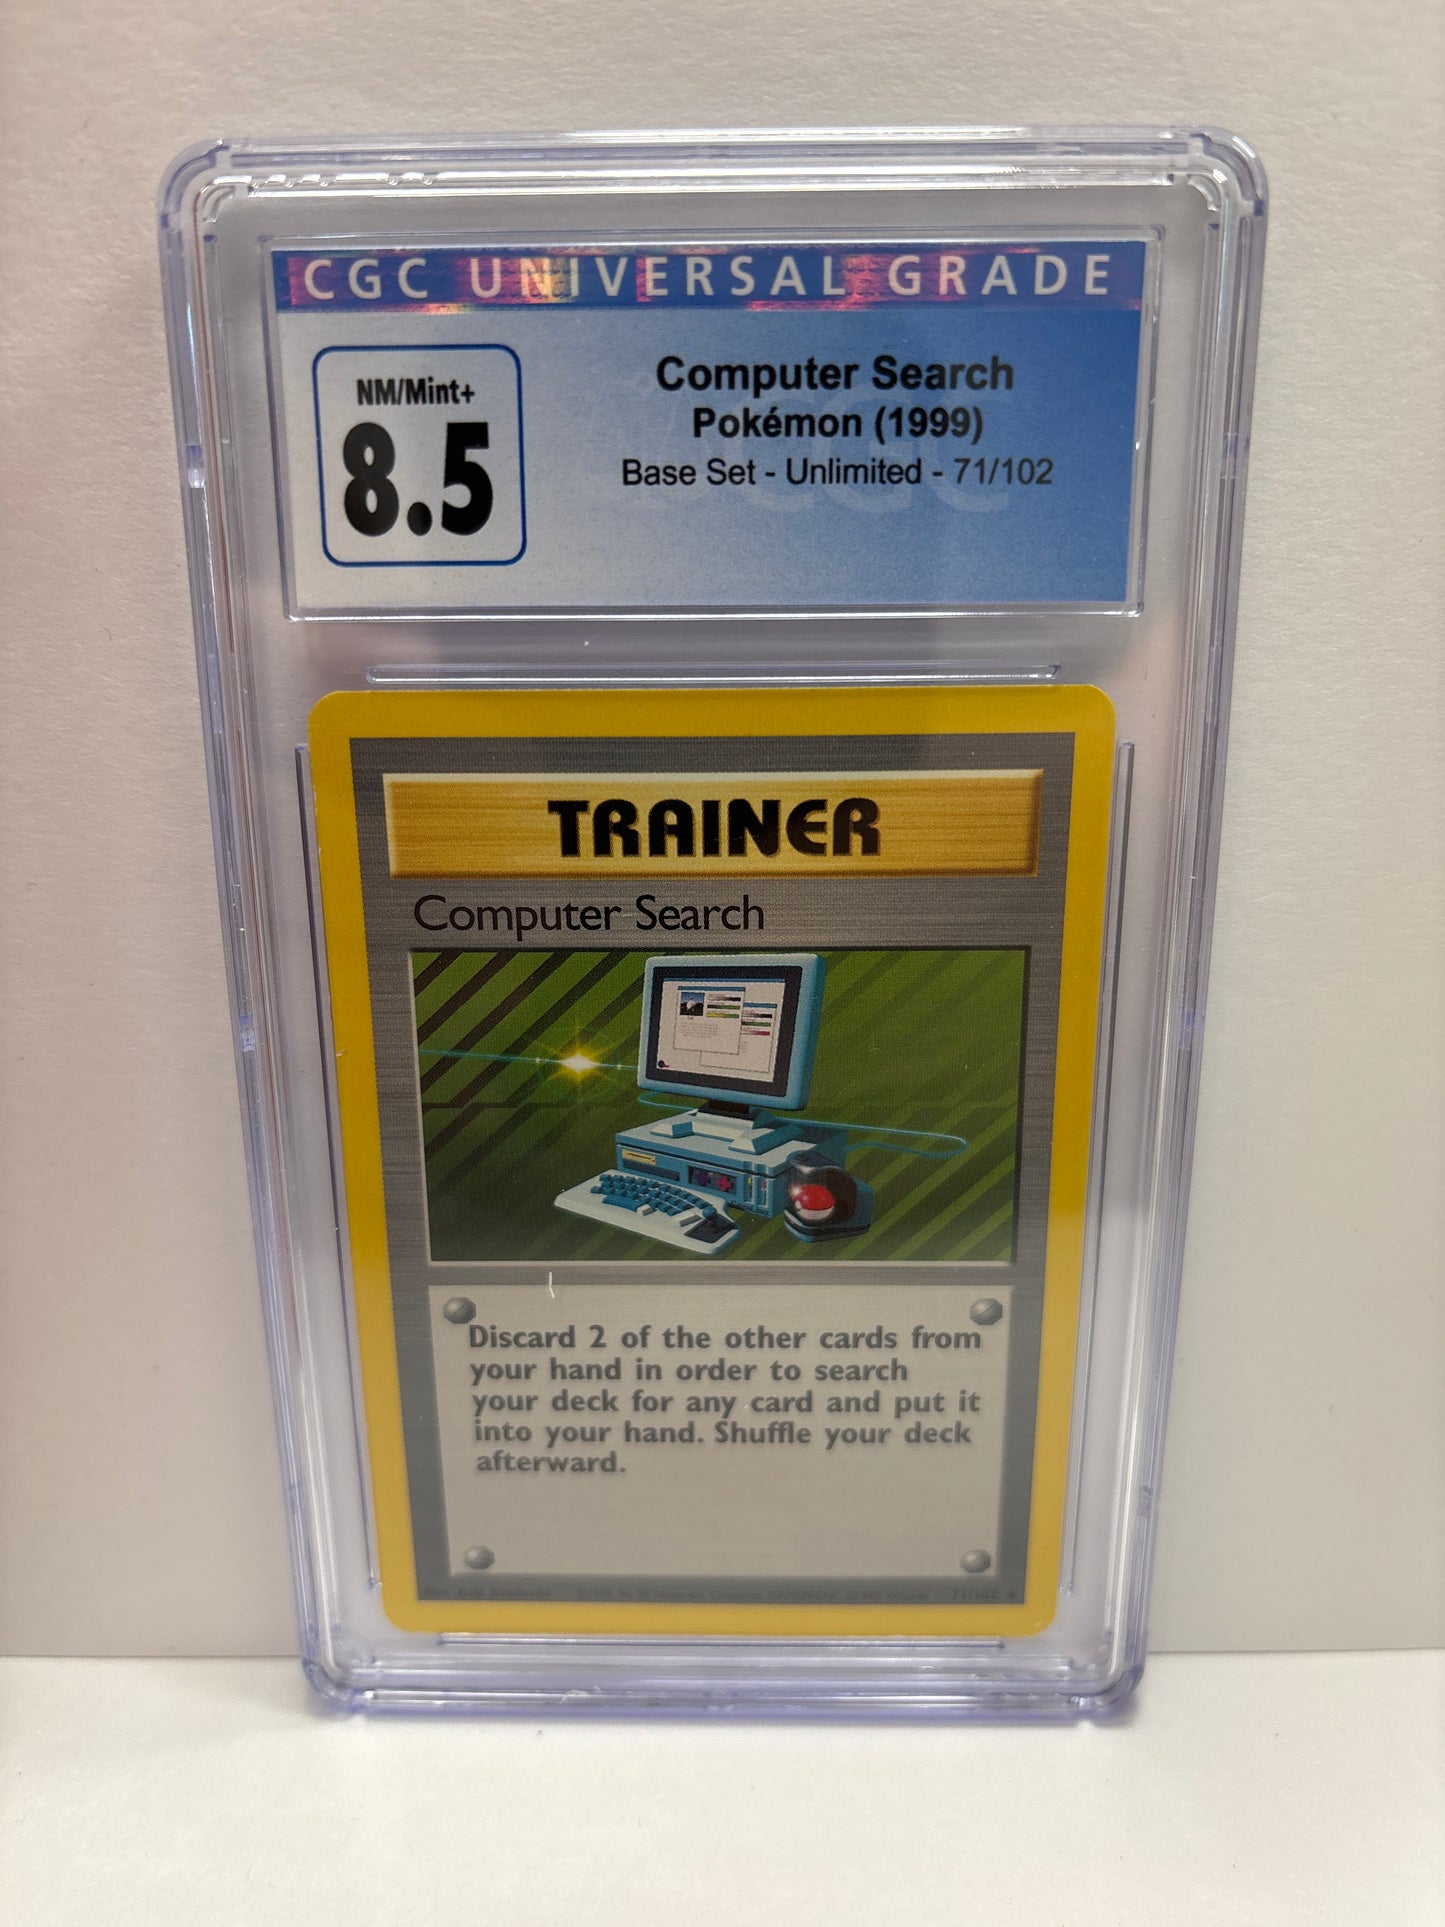 CGC UNIVERSAL GRADE
NM/Mint+
8.5
Computer Search
Pokémon (1999)
Base Set - Unlimited - 71/102
TRAINER
Computer Search
Discard 2 of the other cards from
your hand in order to search
your deck for any card and put it
into your hand. Shuffle your deck
afterward.
71/102